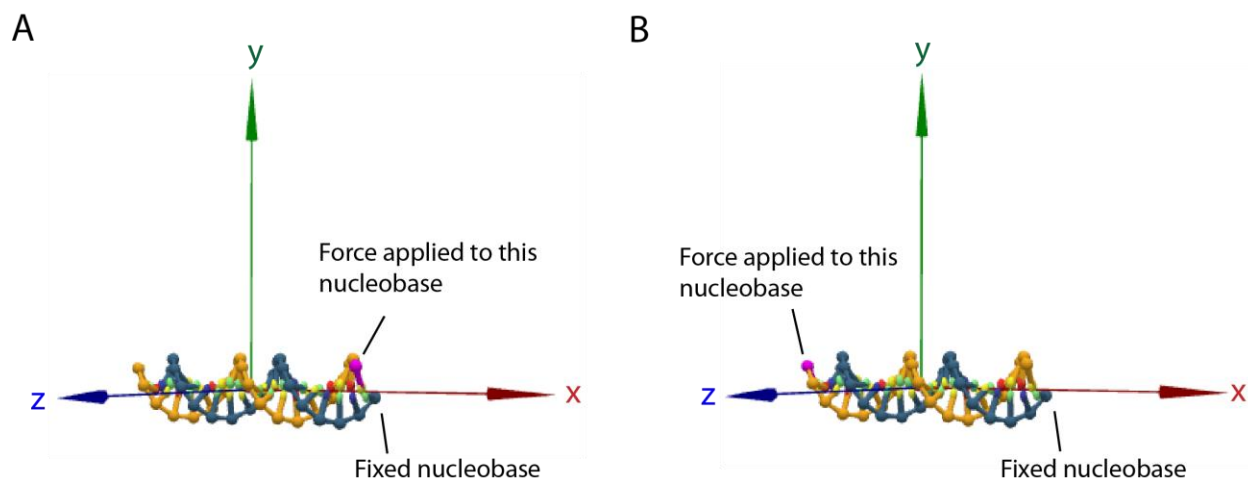 A
y
Force applied to this
nucleobase
z
x
Fixed nucleobase
B
y
Force applied to this
nucleobase
z
x
Fixed nucleobase